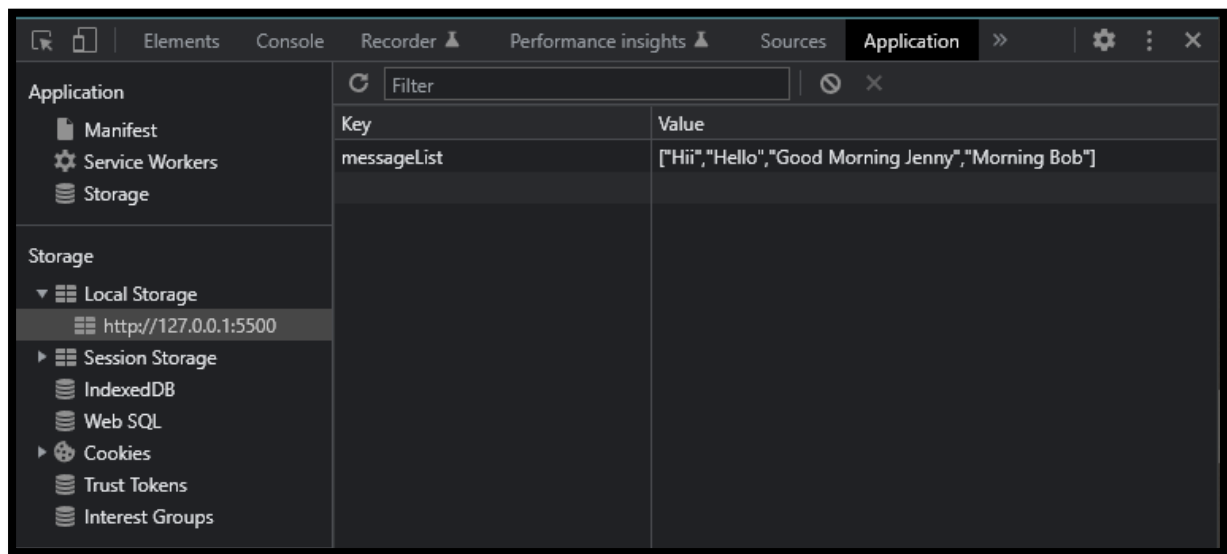 Elements Console Recorder Performance insights Sources Application »
Application
Manifest
Service Workers
Storage
Storage
Local Storage
http://127.0.0.1:5500
Session Storage
IndexedDB
Web SQL
Cookies
Trust Tokens
Interest Groups
Filter
Key Value
messageList ["Hii","Hello","Good Morning Jenny","Morning Bob"]